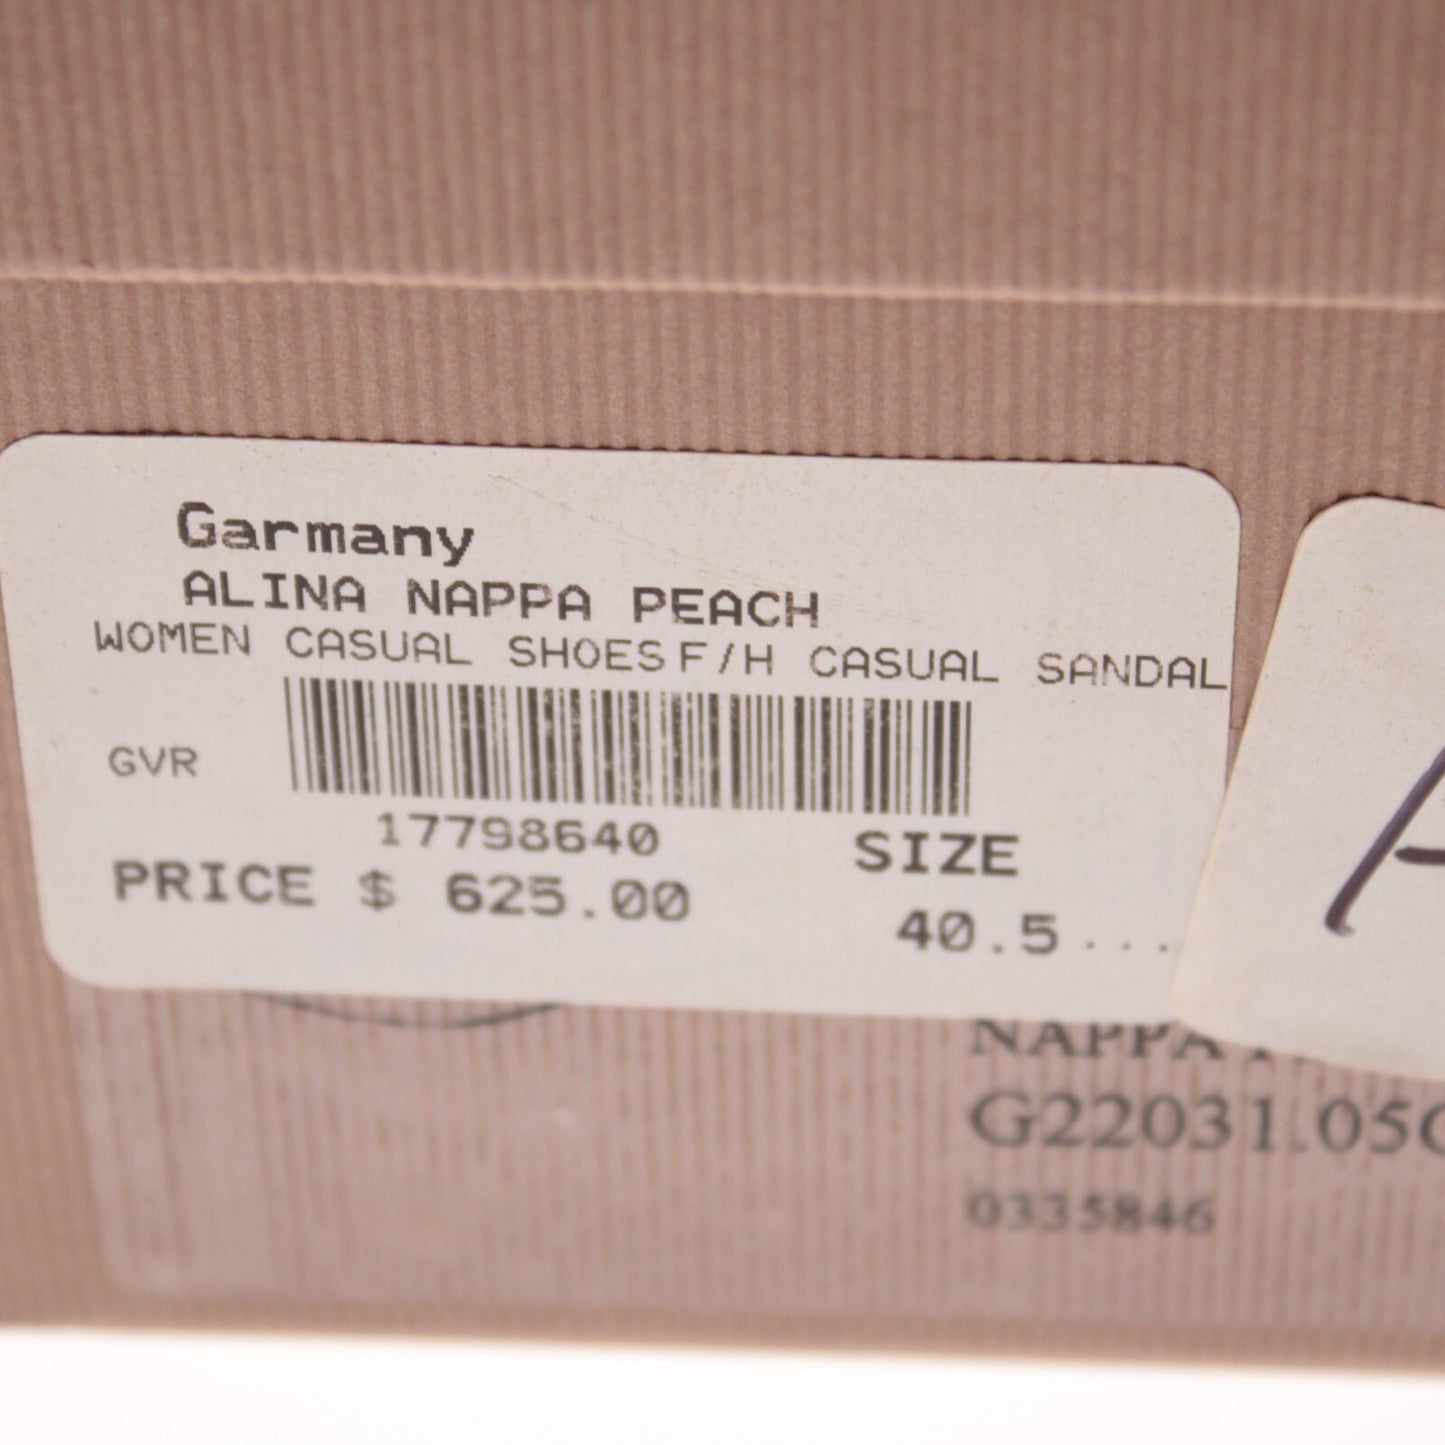 Garmany
ALINA NAPPA PEACH
WOMEN CASUAL SHOES F/H CASUAL SANDAL
GVR
17798640
PRICE $ 625.00
SIZE
40.5....
A
NAPPA
G22031.05
0335846